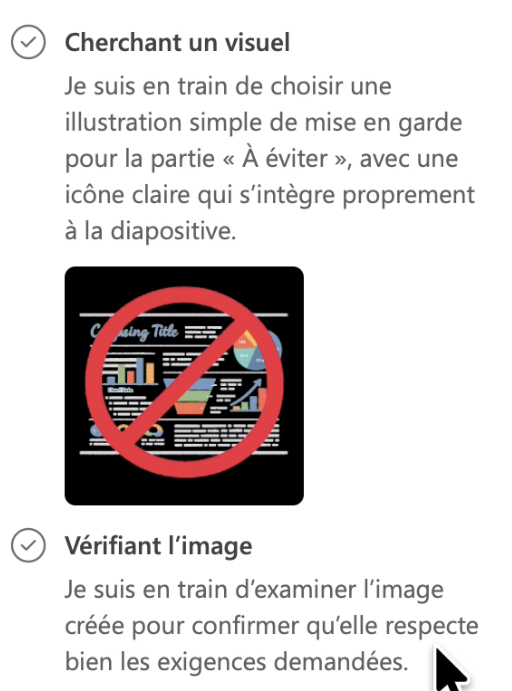 Cherchant un visuel
Je suis en train de choisir une
illustration simple de mise en garde
pour la partie « À éviter », avec une
icône claire qui s’intègre proprement
à la diapositive.
Title
Vérifiant l’image
Je suis en train d’examiner l’image
créée pour confirmer qu’elle respecte
bien les exigences demandées.